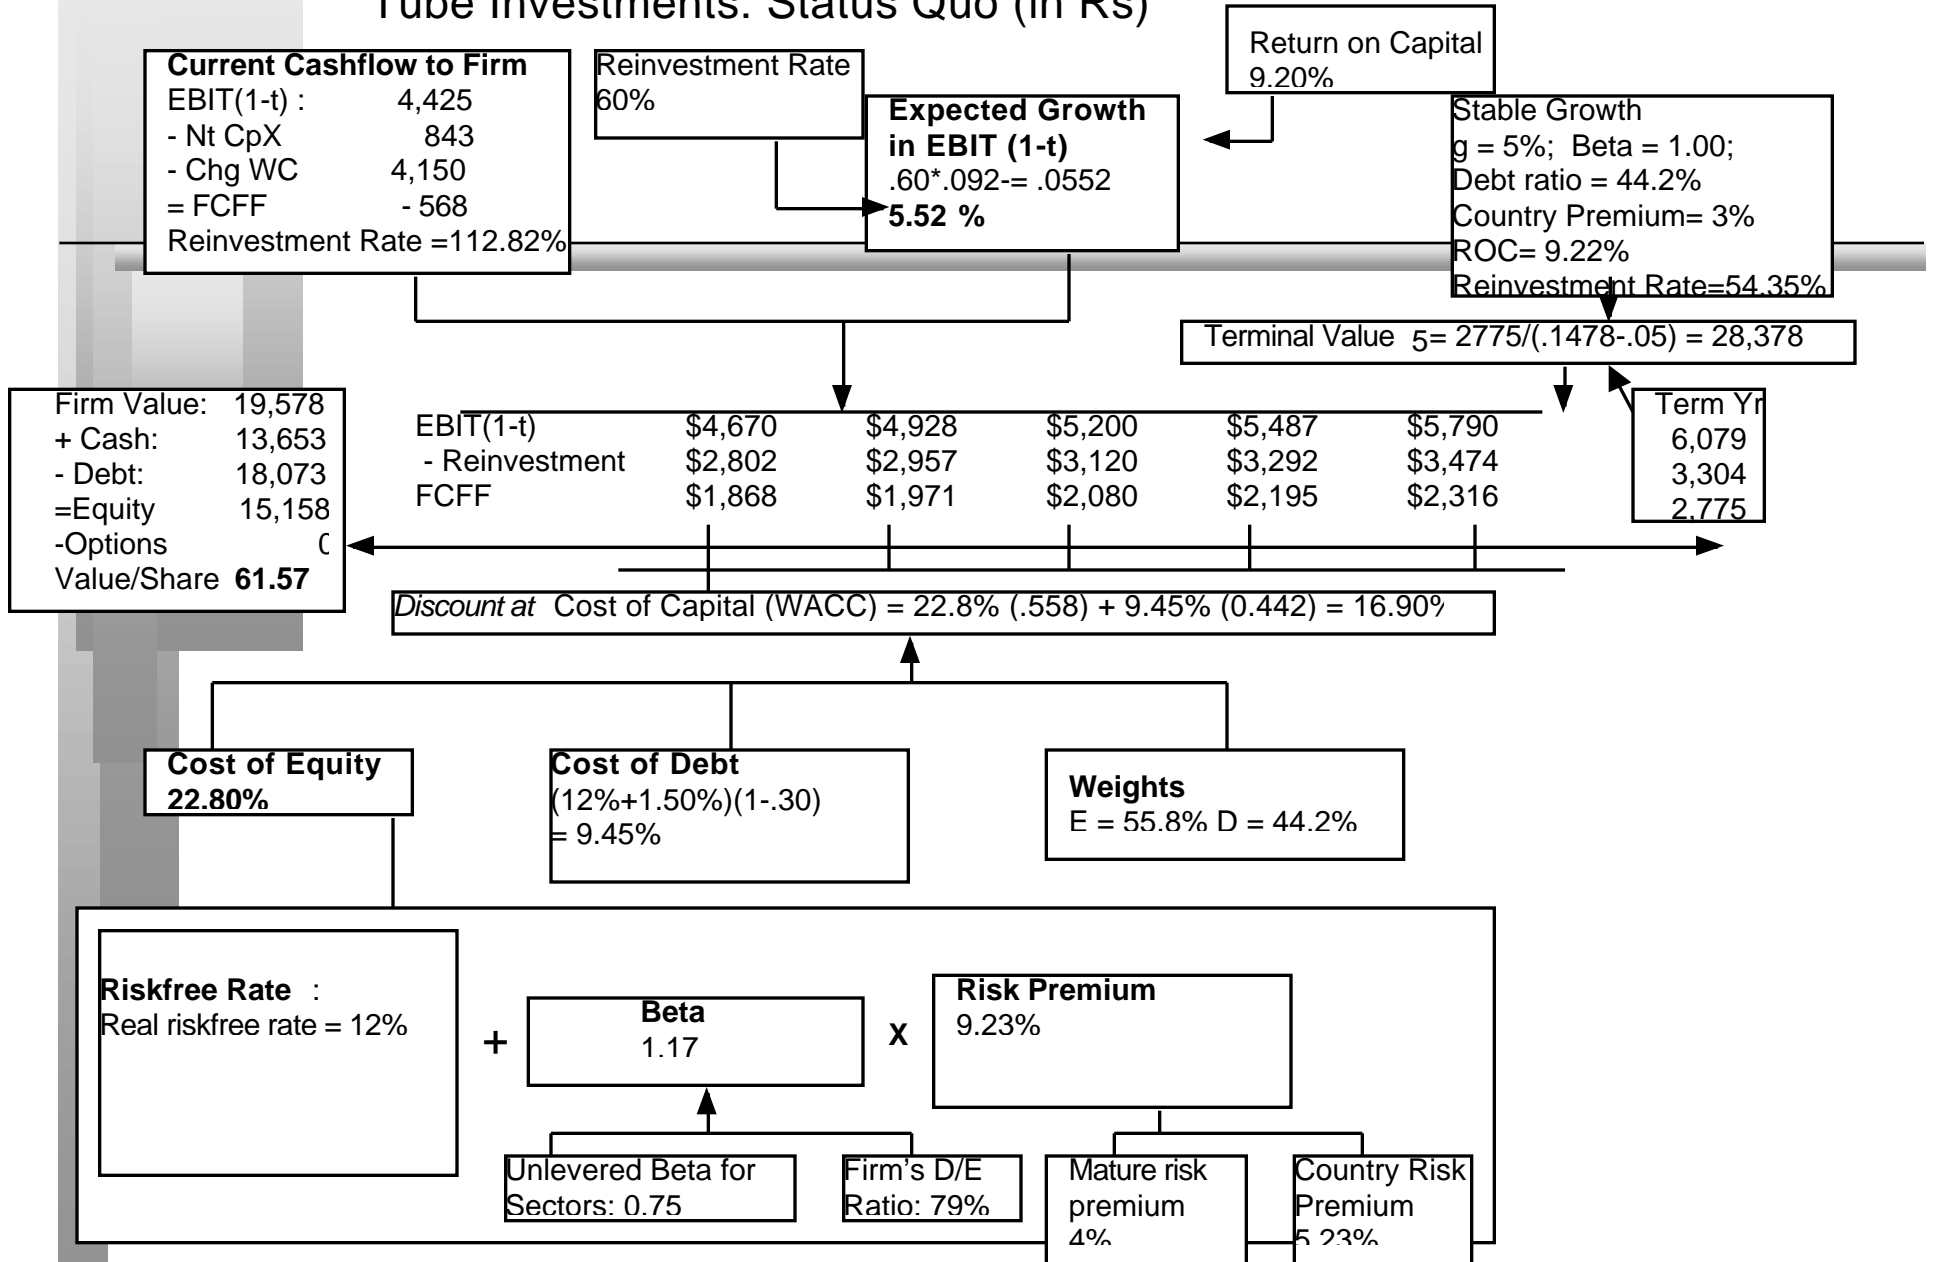 Tube Investments: Status Quo (in Rs)
Current Cashflow to Firm
EBIT(1-t) : 4,425
- Nt CpX 843
- Chg WC 4,150
= FCFF - 568
Reinvestment Rate =112.82%
Reinvestment Rate
60%
Expected Growth
in EBIT (1-t)
.60*.092-= .0552
5.52 %
Return on Capital
9.20%
Stable Growth
g = 5%; Beta = 1.00;
Debt ratio = 44.2%
Country Premium= 3%
ROC= 9.22%
Reinvestment Rate=54.35%
Terminal Value 5= 2775/(.1478-.05) = 28,378
Firm Value: 19,578
+ Cash: 13,653
- Debt: 18,073
=Equity 15,158
-Options 0
Value/Share 61.57
EBIT(1-t) $4,670 $4,928 $5,200 $5,487 $5,790
- Reinvestment $2,802 $2,957 $3,120 $3,292 $3,474
FCFF $1,868 $1,971 $2,080 $2,195 $2,316
Term Yr
6,079
3,304
2,775
Discount at Cost of Capital (WACC) = 22.8% (.558) + 9.45% (0.442) = 16.90%
Cost of Equity
22.80%
Cost of Debt
(12%+1.50%)(1-.30)
= 9.45%
Weights
E = 55.8% D = 44.2%
Riskfree Rate :
Real riskfree rate = 12%
+
Beta
1.17
X
Risk Premium
9.23%
Unlevered Beta for
Sectors: 0.75
Firm’s D/E
Ratio: 79%
Mature risk
premium
4%
Country Risk
Premium
5.23%